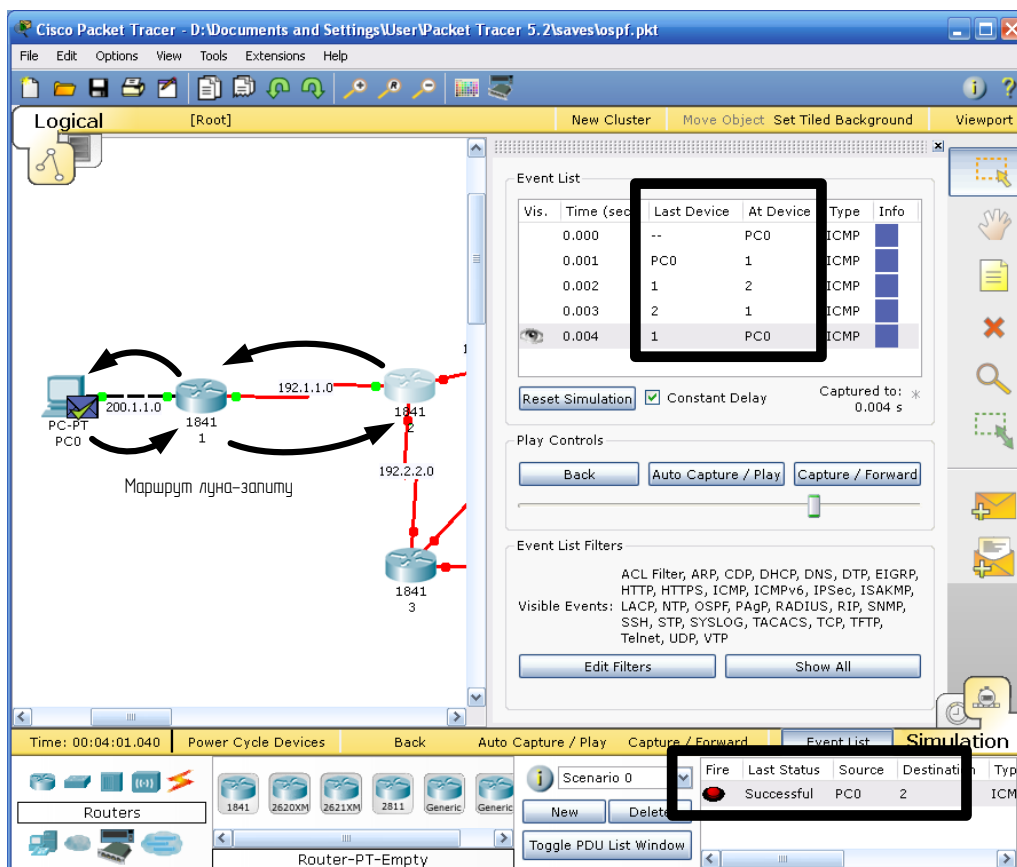 Cisco Packet Tracer - D:\Documents and Settings\User\Packet Tracer 5.2\saves\ospf.pkt
File Edit Options View Tools Extensions Help
Logical [Root] New Cluster Move Object Set Tiled Background Viewport
Event List
Vis. Time (sec Last Device At Device Type Info
0.000 -- PC0 ICMP
0.001 PC0 1 ICMP
0.002 1 2 ICMP
0.003 2 1 ICMP
0.004 1 PC0 ICMP
Reset Simulation Constant Delay Captured to: *
0.004 s
Play Controls
Back Auto Capture / Play Capture / Forward
Event List Filters
Visible Events: ACL Filter, ARP, CDP, DHCP, DNS, DTP, EIGRP,
HTTP, HTTPS, ICMP, ICMPv6, IPSec, ISAKMP,
LACP, NTP, OSPF, PAgP, RADIUS, RIP, SNMP,
SSH, STP, SYSLOG, TACACS, TCP, TFTP,
Telnet, UDP, VTP
Edit Filters Show All
192.1.1.0
200.1.1.0
PC-PT
PC0
1841
1
1841
2
192.2.2.0
Маршрут луна-запиту
1841
3
Time: 00:04:01.040 Power Cycle Devices Back Auto Capture / Play Capture / Forward Event List Simulation
Routers
1841 2620XM 2621XM 2811 Generic Generic
Router-PT-Empty
Scenario 0
New Delete
Toggle PDU List Window
Fire Last Status Source Destination Typ
Successful PC0 2 ICM